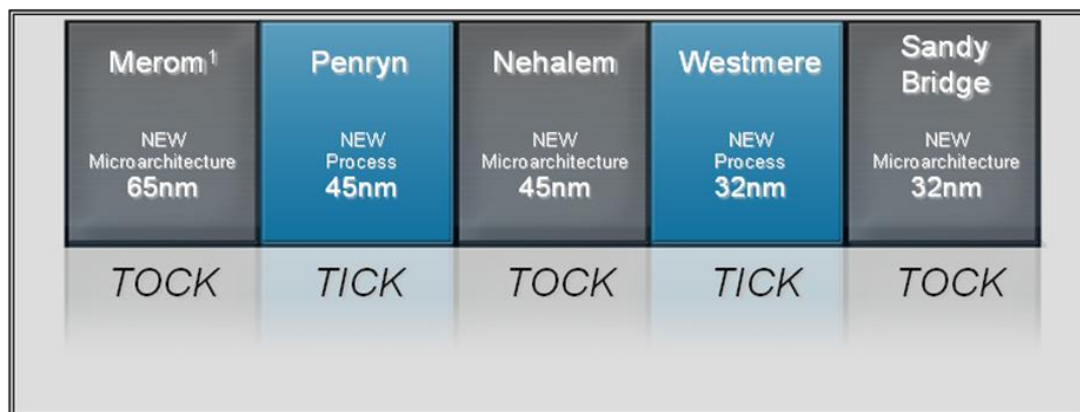 Merom¹
NEW
Microarchitecture
65nm
TOCK
Penryn
NEW
Process
45nm
TICK
Nehalem
NEW
Microarchitecture
45nm
TOCK
Westmere
NEW
Process
32nm
TICK
Sandy
Bridge
NEW
Microarchitecture
32nm
TOCK